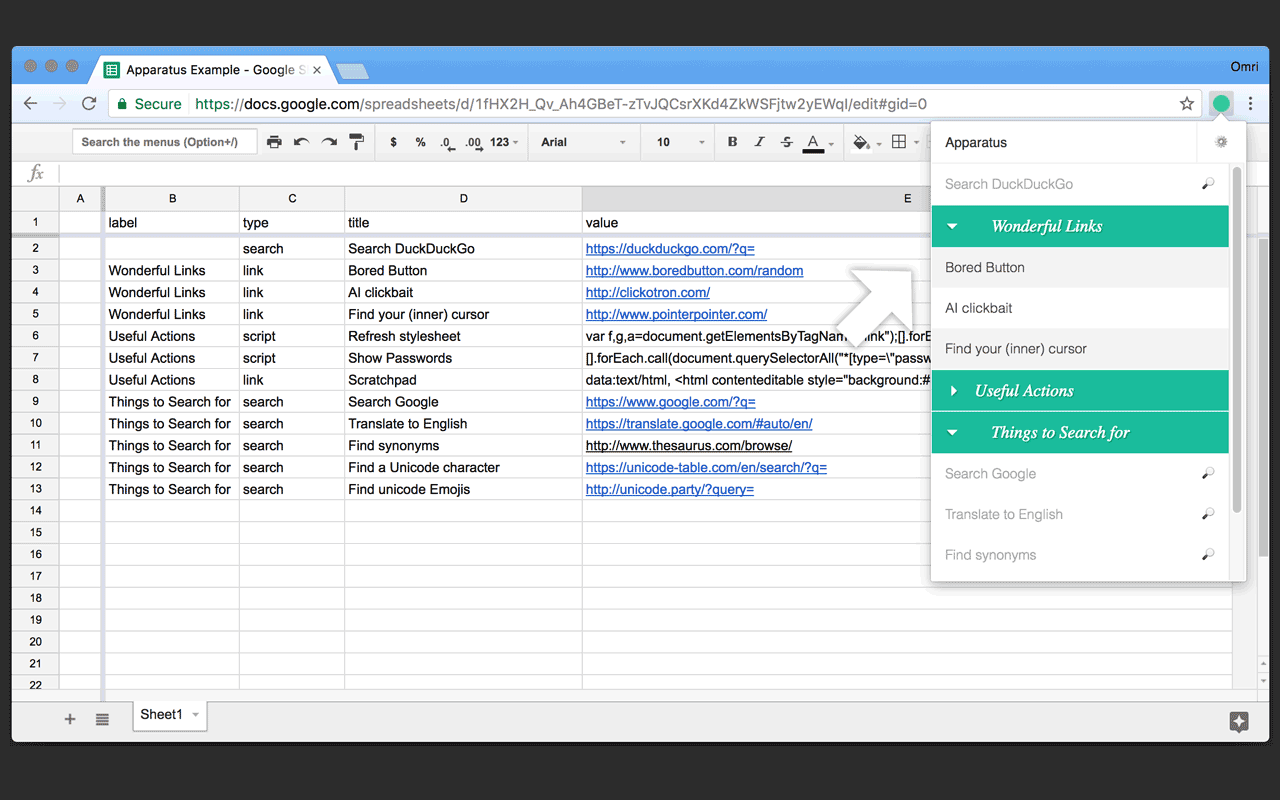 Apparatus Example - Google S
Omri
Secure https://docs.google.com/spreadsheets/d/1fHX2H_Qv_Ah4GBeT-zTvJQCsrXKd4ZkWSFjtw2yEWqI/edit#gid=0
Search the menus (Option+/) $ % .0 .00 123 Arial 10 B I S A
fx
A B C D E
1 label type title value
2 search Search DuckDuckGo https://duckduckgo.com/?q=
3 Wonderful Links link Bored Button http://www.boredbutton.com/random
4 Wonderful Links link AI clickbait http://clickotron.com/
5 Wonderful Links link Find your (inner) cursor http://www.pointerpointer.com/
6 Useful Actions script Refresh stylesheet var f,g,a=document.getElementsByTagNam link");[].forE
7 Useful Actions script Show Passwords [].forEach.call(document.querySelectorAll("*[type=\"passw
8 Useful Actions link Scratchpad data:text/html, <html contenteditable style="background:#
9 Things to Search for search Search Google https://www.google.com/?q=
10 Things to Search for search Translate to English https://translate.google.com/#auto/en/
11 Things to Search for search Find synonyms http://www.thesaurus.com/browse/
12 Things to Search for search Find a Unicode character https://unicode-table.com/en/search/?q=
13 Things to Search for search Find unicode Emojis http://unicode.party/?query=
14
15
16
17
18
19
20
21
22
Sheet1
Apparatus
Search DuckDuckGo
Wonderful Links
Bored Button
AI clickbait
Find your (inner) cursor
Useful Actions
Things to Search for
Search Google
Translate to English
Find synonyms